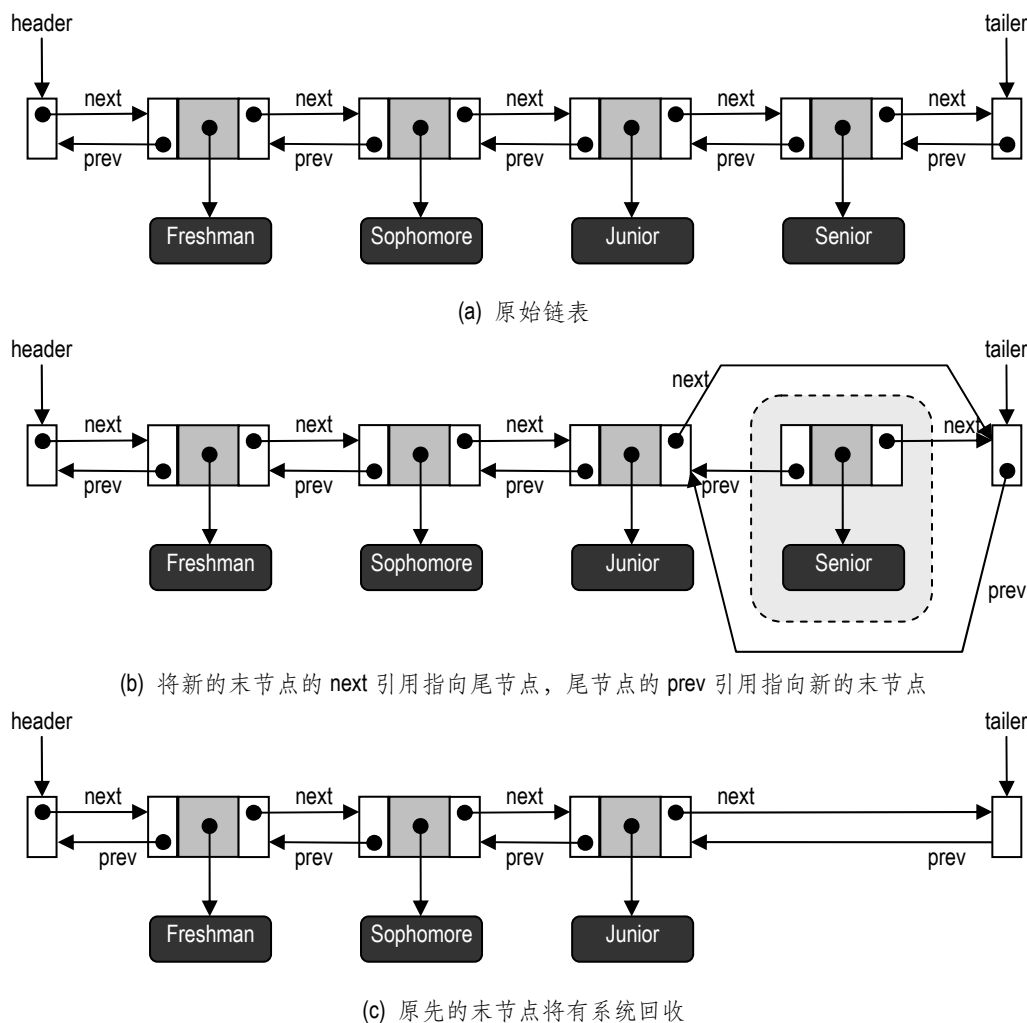 header tailer
next next next next next
prev prev prev prev prev
Freshman Sophomore Junior Senior
(a) 原始链表
header tailer
next
next next next next
prev prev prev prev
Freshman Sophomore Junior Senior
prev
(b) 将新的末节点的 next 引用指向尾节点，尾节点的 prev 引用指向新的末节点
header tailer
next next next next
prev prev prev prev
Freshman Sophomore Junior
(c) 原先的末节点将有系统回收